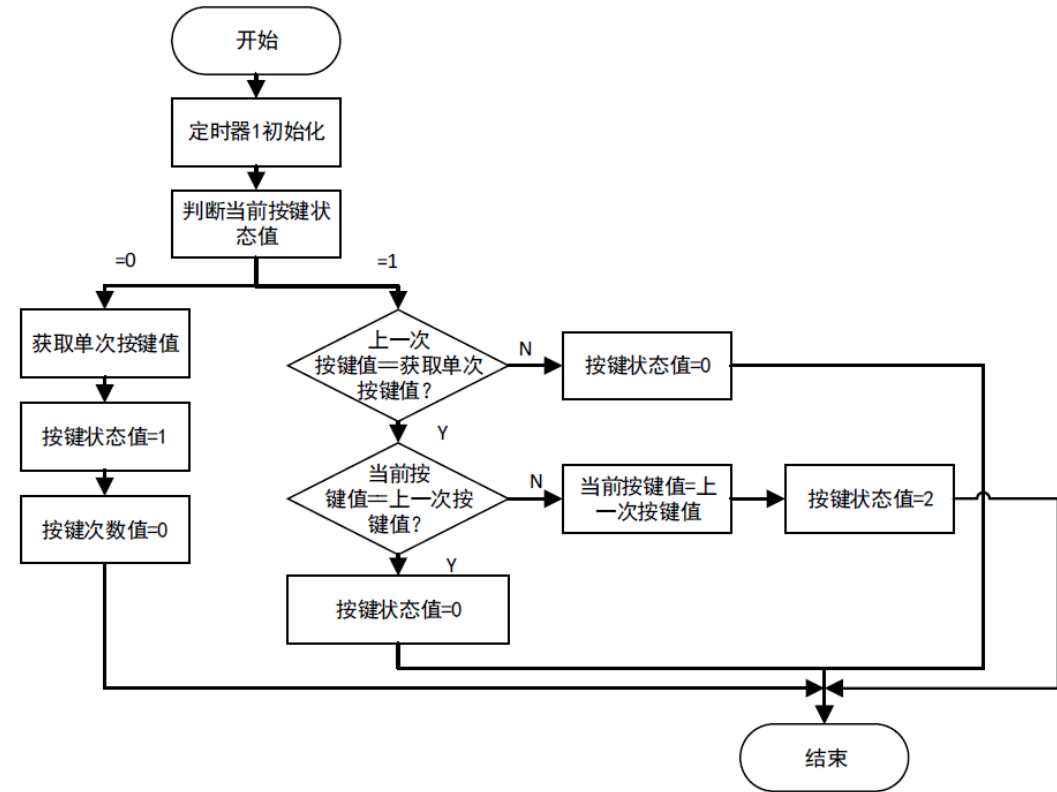 开始
定时器1初始化
判断当前按键状
态值
=0
=1
获取单次按键值
上一次
按键值==获取单次
按键值?
N
按键状态值=0
按键状态值=1
Y
当前按
键值==上一次按
键值?
N
当前按键值=上
一次按键值
按键状态值=2
按键次数值=0
Y
按键状态值=0
结束